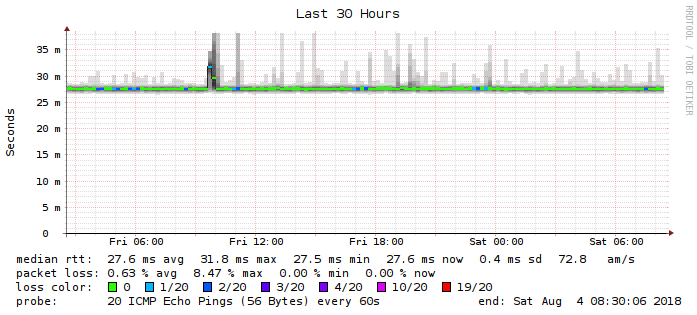 Last 30 Hours
RRDTOOL / TOBI OETIKER
Seconds
35 m
30 m
25 m
20 m
15 m
10 m
5 m
0
Fri 06:00 Fri 12:00 Fri 18:00 Sat 00:00 Sat 06:00
median rtt: 27.6 ms avg 31.8 ms max 27.5 ms min 27.6 ms now 0.4 ms sd 72.8 am/s
packet loss: 0.63 % avg 8.47 % max 0.00 % min 0.00 % now
loss color: 0 1/20 2/20 3/20 4/20 10/20 19/20
probe: 20 ICMP Echo Pings (56 Bytes) every 60s end: Sat Aug 4 08:30:06 2018